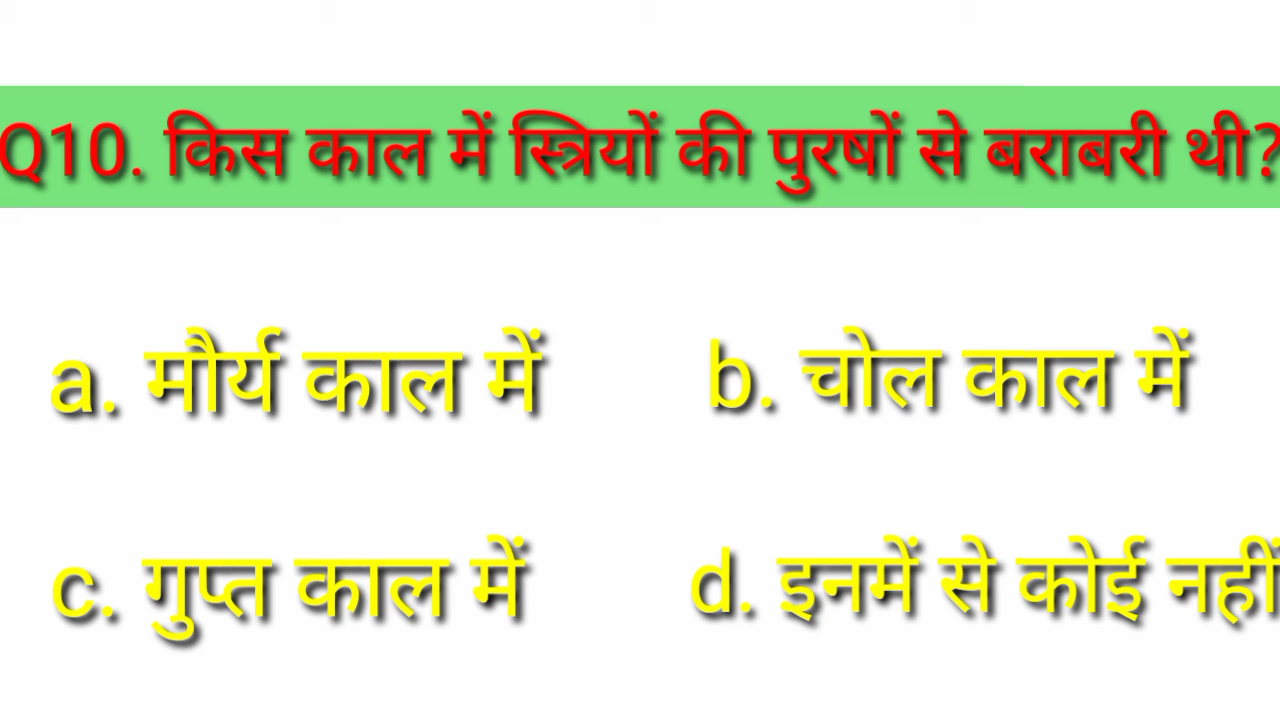 Q10. किस काल में स्त्रियों की पुरषों से बराबरी थी?
a. मौर्य काल में b. चोल काल में
c. गुप्त काल में d. इनमें से कोई नहीं